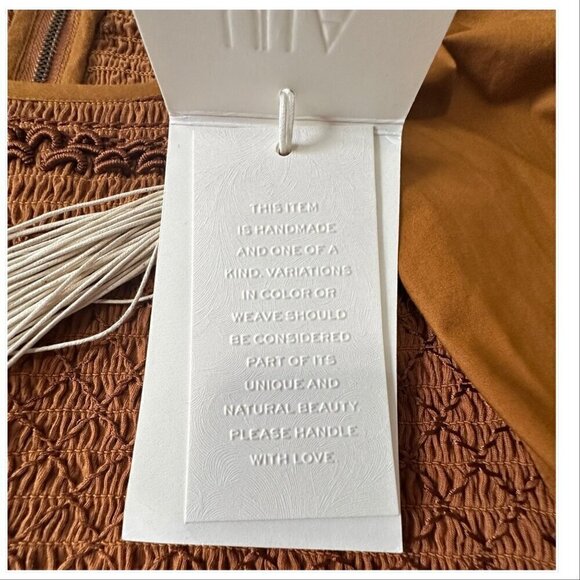 THIS ITEM
IS HANDMADE
AND ONE OF A
KIND. VARIATIONS
IN COLOR OR
WEAVE SHOULD
BE CONSIDERED
PART OF ITS
UNIQUE AND
NATURAL BEAUTY.
PLEASE HANDLE
WITH LOVE